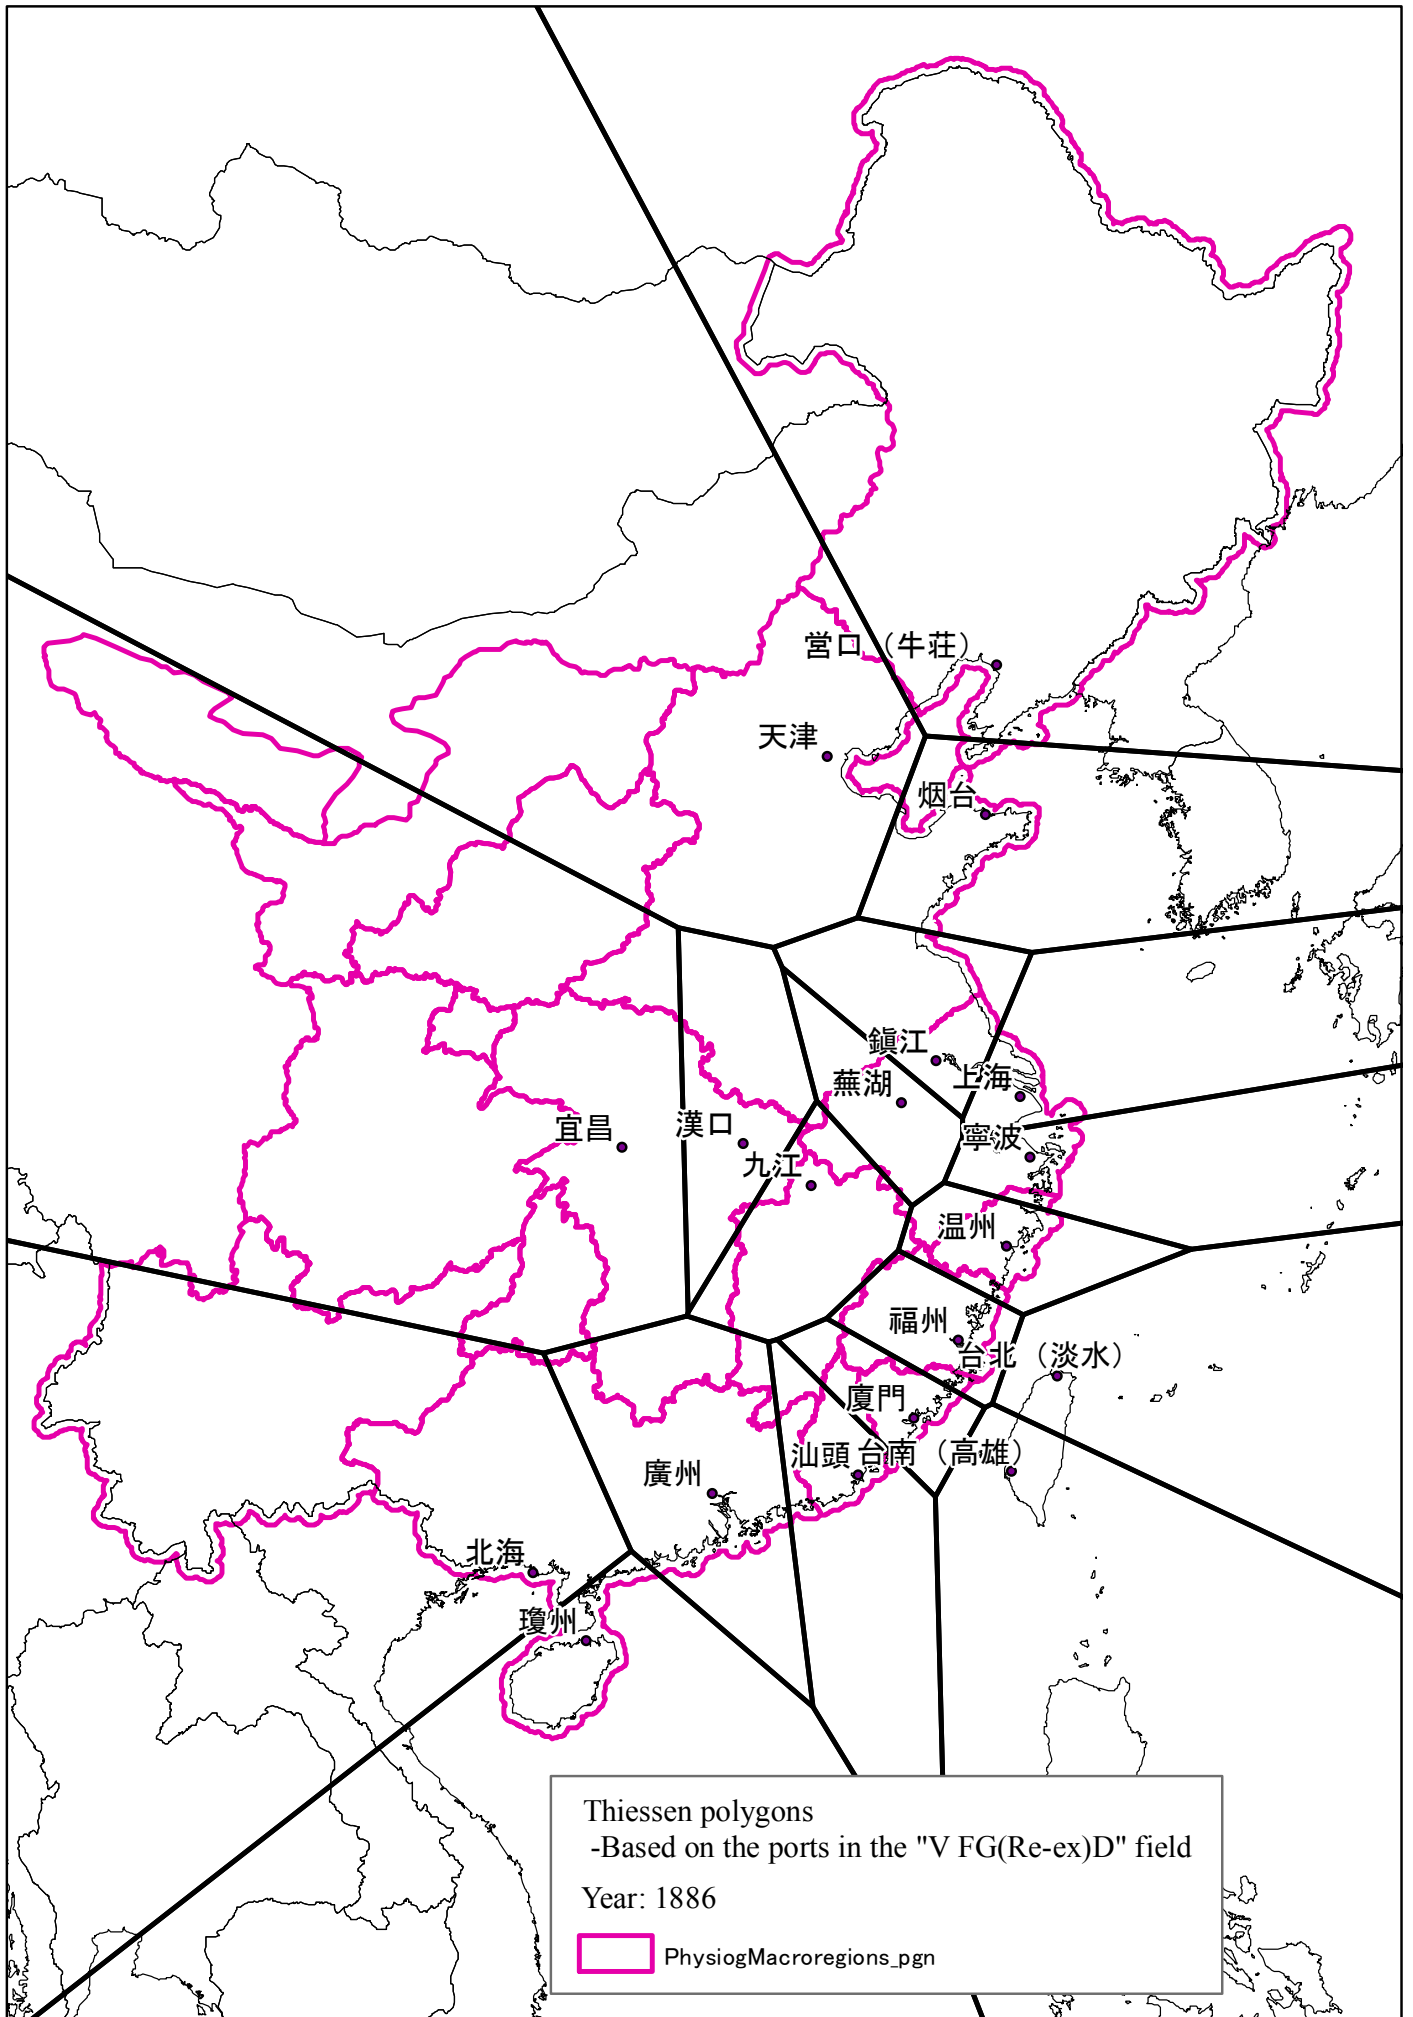 営口（牛荘）
天津
烟台
鎮江
上海
蕪湖
宜昌
漢口
寧波
九江
温州
福州
台北（淡水）
廈門
汕頭
台南（高雄）
廣州
北海
瓊州
Thiessen polygons
-Based on the ports in the "V FG(Re-ex)D" field
Year: 1886
PhysiogMacroregions_pgn